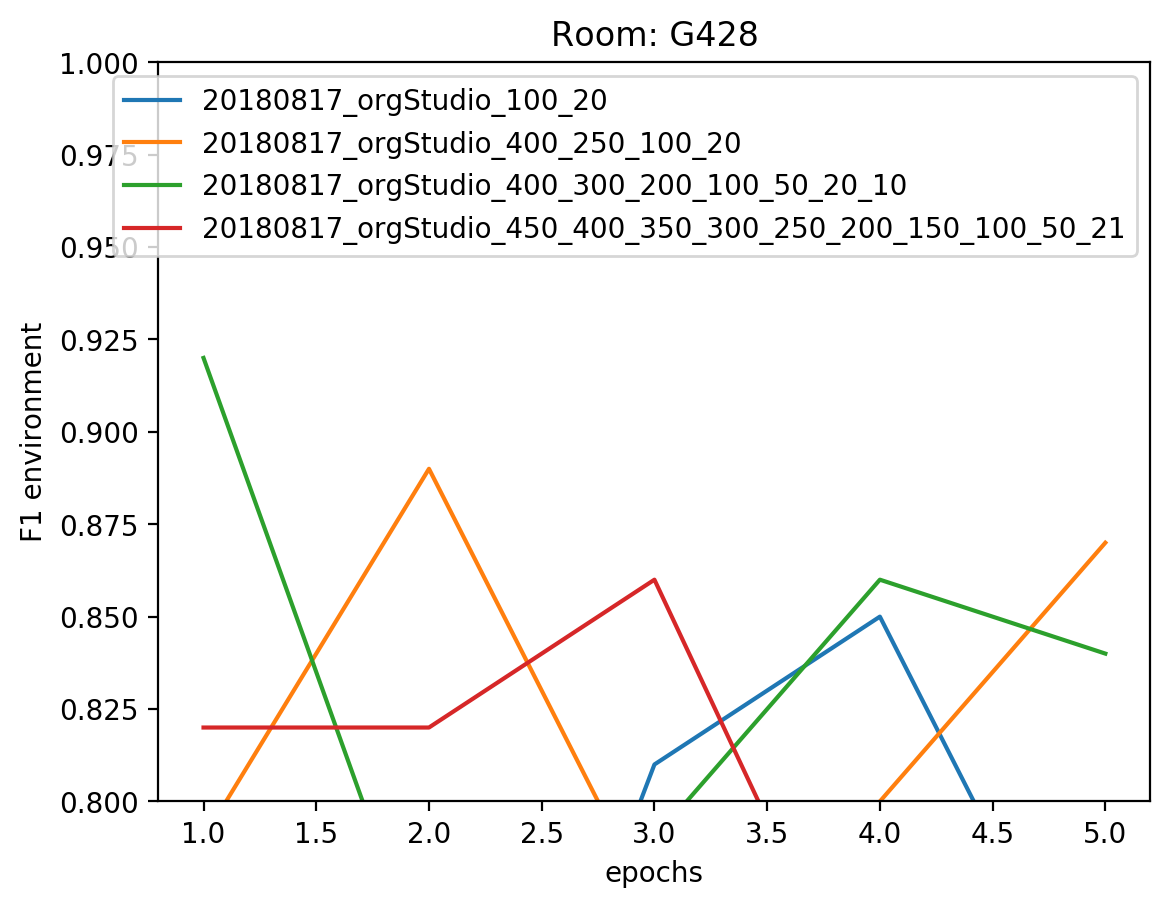 Room: G428
1.000
0.975
0.950
0.925
0.900
0.875
0.850
0.825
0.800
F1 environment
20180817_orgStudio_100_20
20180817_orgStudio_400_250_100_20
20180817_orgStudio_400_300_200_100_50_20_10
20180817_orgStudio_450_400_350_300_250_200_150_100_50_21
1.0 1.5 2.0 2.5 3.0 3.5 4.0 4.5 5.0
epochs